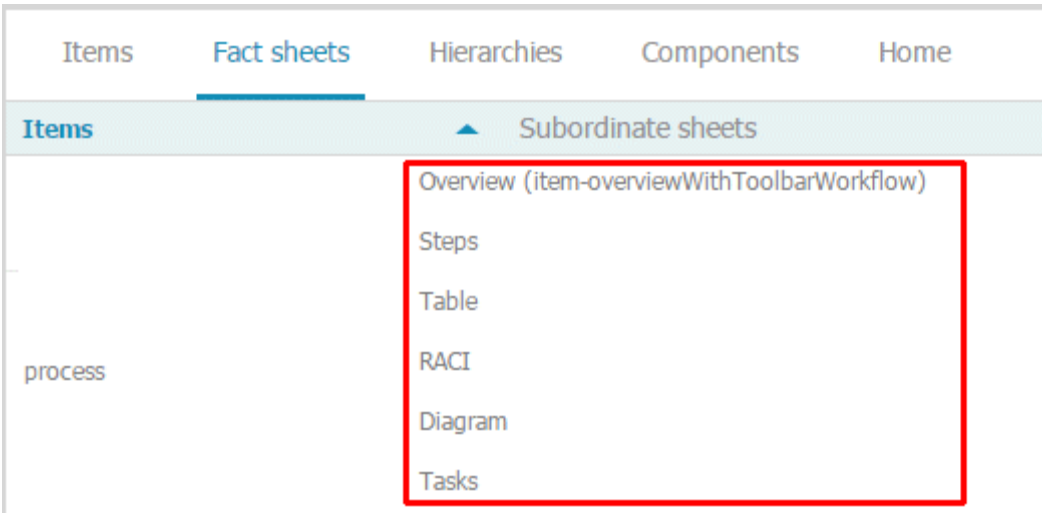 Items Fact sheets Hierarchies Components Home
Items Subordinate sheets
Overview (item-overviewWithToolbarWorkflow)
Steps
Table
RACI
process
Diagram
Tasks